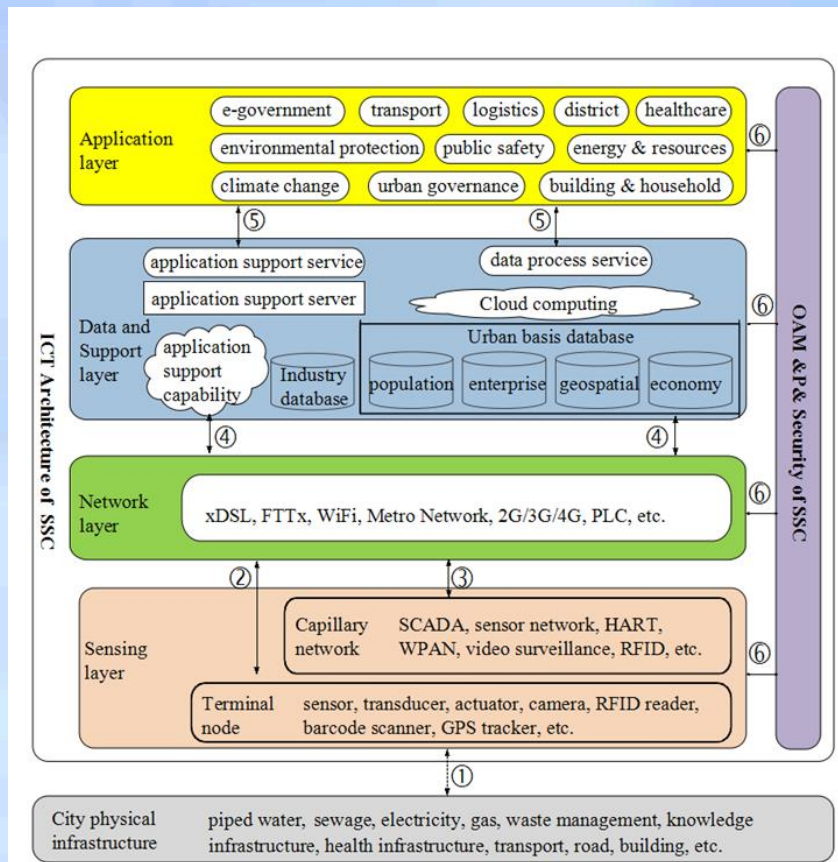 e-government transport logistics district healthcare
Application
layer
environmental protection public safety energy & resources
climate change urban governance building & household
⑥
⑤ ⑤
application support service data process service
application support server Cloud computing
⑥
Data and
Support
layer
Urban basis database
application
support
capability
Industry
database
population enterprise geospatial economy
④ ④
Network
layer
xDSL, FTTx, WiFi, Metro Network, 2G/3G/4G, PLC, etc.
⑥
② ③
Sensing
layer
Capillary
network
SCADA, sensor network, HART,
WPAN, video surveillance, RFID, etc.
⑥
Terminal
node
sensor, transducer, actuator, camera, RFID reader,
barcode scanner, GPS tracker, etc.
①
City physical
infrastructure
piped water, sewage, electricity, gas, waste management, knowledge
infrastructure, health infrastructure, transport, road, building, etc.
ICT Architecture of SSC
OAM &P& Security of SSC